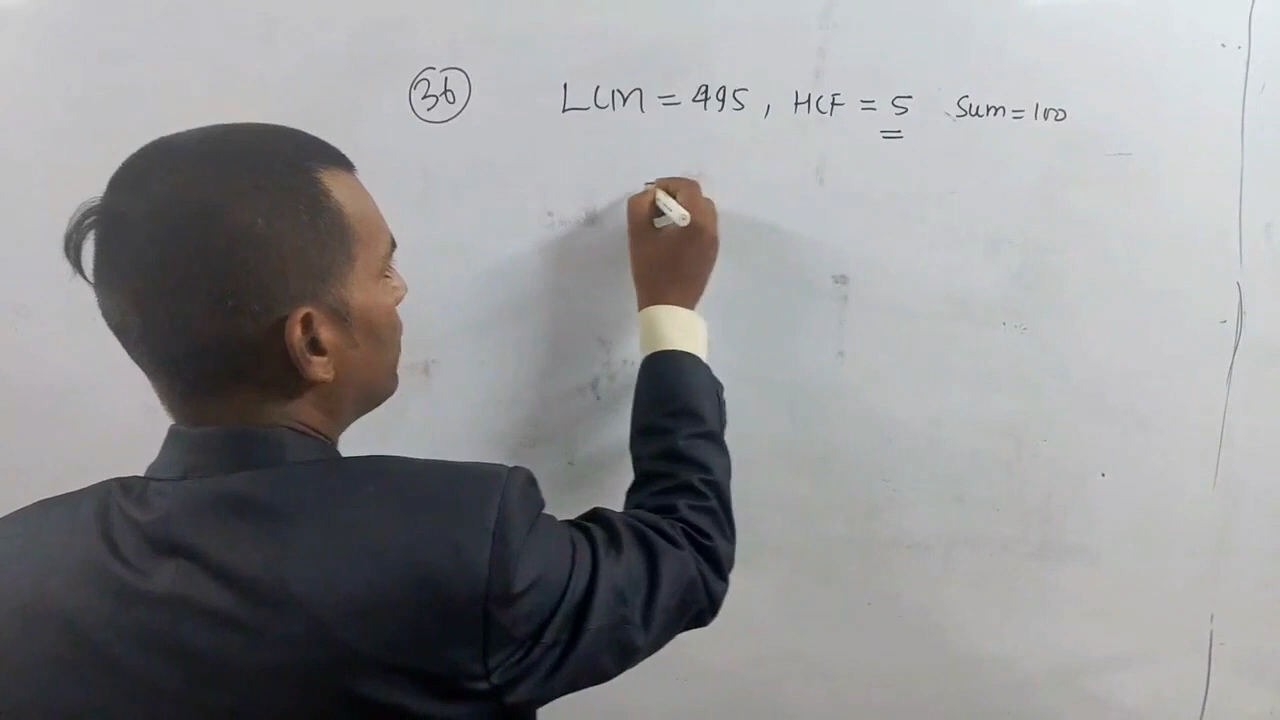 36 LCM = 495, HCF = 5 Sum = 100